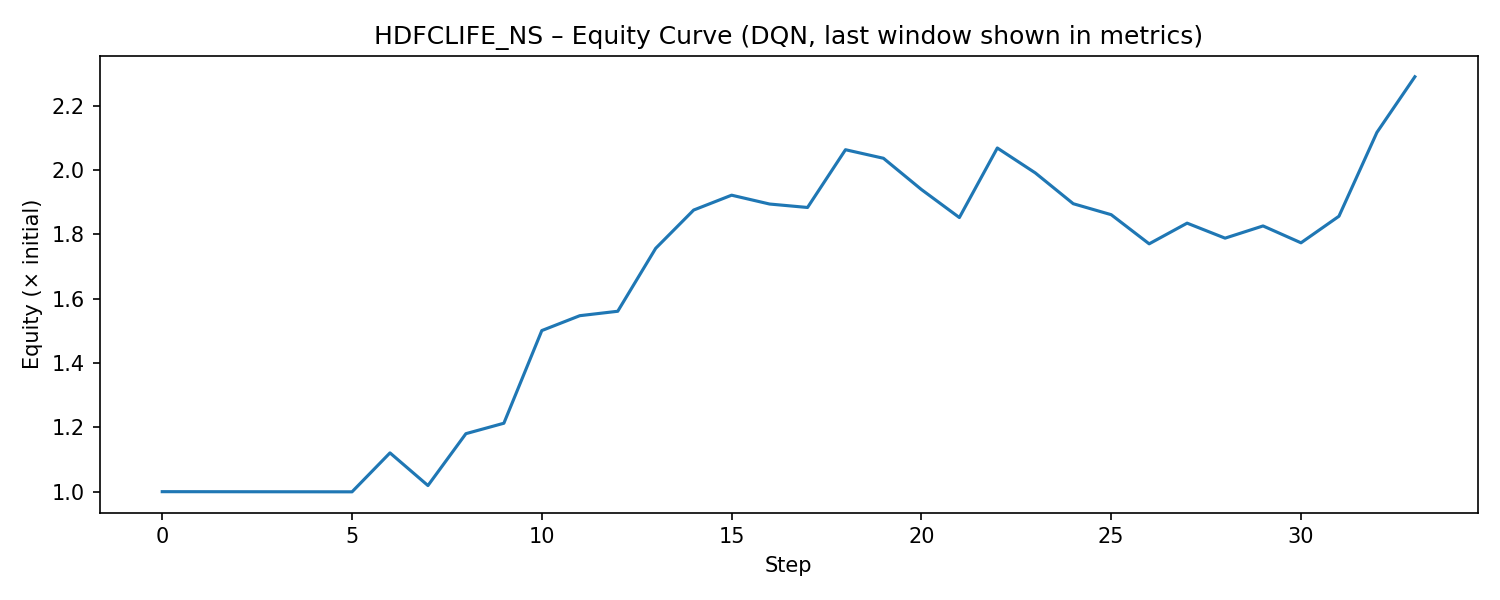 HDFCLIFE_NS – Equity Curve (DQN, last window shown in metrics)
Equity (× initial)
2.2
2.0
1.8
1.6
1.4
1.2
1.0
0 5 10 15 20 25 30
Step